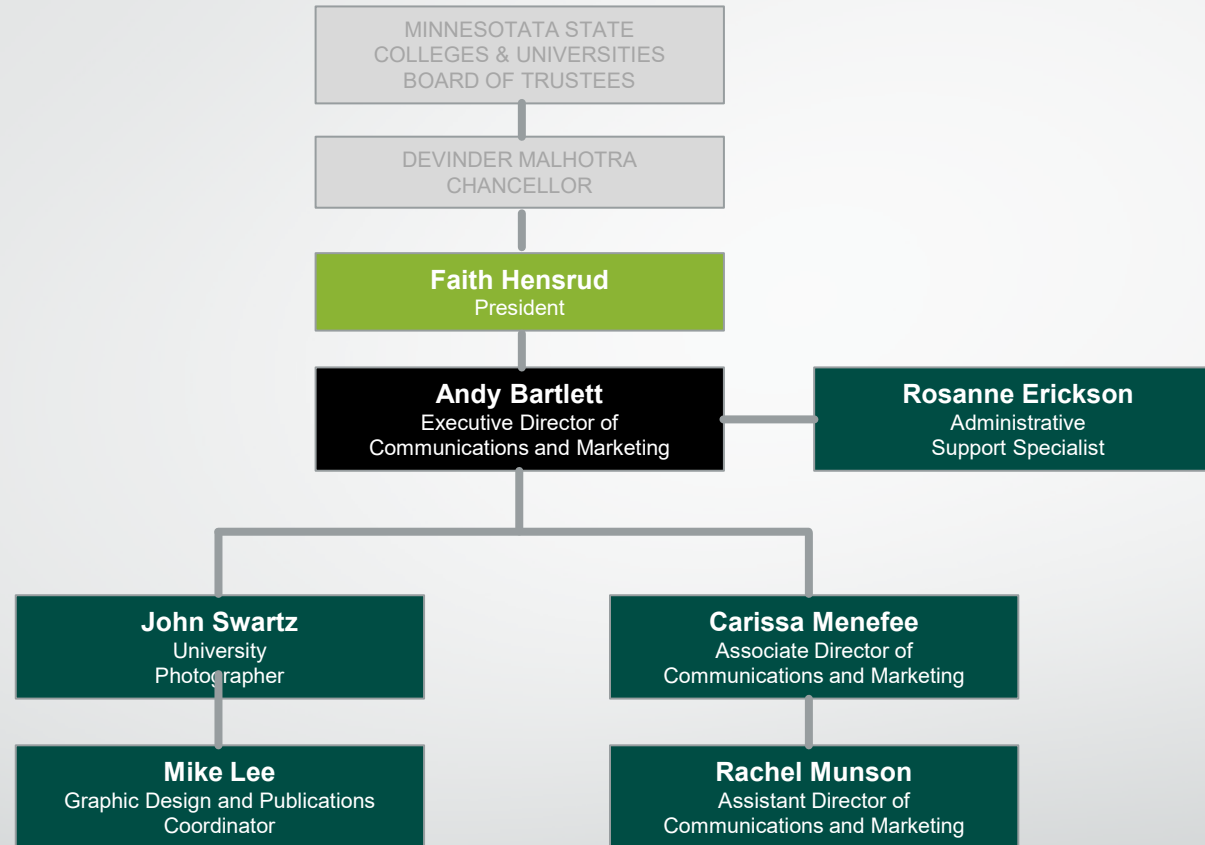 MINNESOTATA STATE
COLLEGES & UNIVERSITIES
BOARD OF TRUSTEES
DEVINDER MALHOTRA
CHANCELLOR
Faith Hensrud
President
Andy Bartlett
Executive Director of
Communications and Marketing
Rosanne Erickson
Administrative
Support Specialist
John Swartz
University
Photographer
Carissa Menefee
Associate Director of
Communications and Marketing
Mike Lee
Graphic Design and Publications
Coordinator
Rachel Munson
Assistant Director of
Communications and Marketing